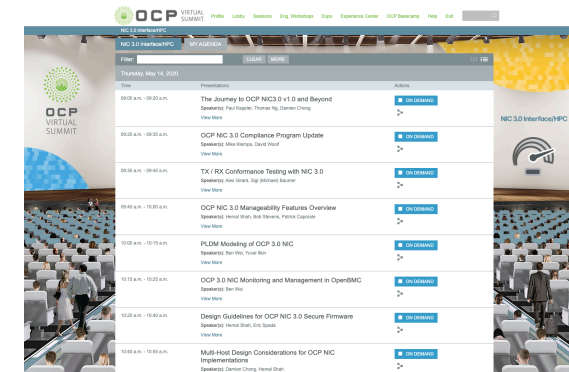 OCP VIRTUAL SUMMIT
Profile Lobby Sessions Eng. Workshops Expo Experience Center OCP Basecamp Help Exit
NIC 3.0 Interface/HPC
NIC 3.0 Interface/HPC MY AGENDA
Filter: CLEAR MORE
Thursday, May 14, 2020
Time Presentations Actions
09:00 a.m. - 09:20 a.m. The Journey to OCP NIC3.0 v1.0 and Beyond ON DEMAND
Speaker(s): Paul Kappler, Thomas Ng, Damien Chong
View More
09:20 a.m. - 09:35 a.m. OCP NIC 3.0 Compliance Program Update ON DEMAND
Speaker(s): Mike Klempa, David Woolf
View More
09:35 a.m. - 09:45 a.m. TX / RX Conformance Testing with NIC 3.0 ON DEMAND
Speaker(s): Alex Girard, Sigi (Michael) Baumer
View More
09:45 a.m. - 10:00 a.m. OCP NIC 3.0 Manageability Features Overview ON DEMAND
Speaker(s): Hemal Shah, Bob Stevens, Patrick Caporale
View More
10:00 a.m. - 10:15 a.m. PLDM Modeling of OCP 3.0 NIC ON DEMAND
Speaker(s): Ben Wei, Yuval Itkin
View More
10:15 a.m. - 10:25 a.m. OCP 3.0 NIC Monitoring and Management in OpenBMC ON DEMAND
Speaker(s): Ben Wei
View More
10:25 a.m. - 10:40 a.m. Design Guidelines for OCP NIC 3.0 Secure Firmware ON DEMAND
Speaker(s): Hemal Shah, Eric Spada
View More
10:40 a.m. - 10:55 a.m. Multi-Host Design Considerations for OCP NIC ON DEMAND
Implementations
Speaker(s): Damien Chong, Hemal Shah
OCP
VIRTUAL
SUMMIT
NIC 3.0 Interface/HPC